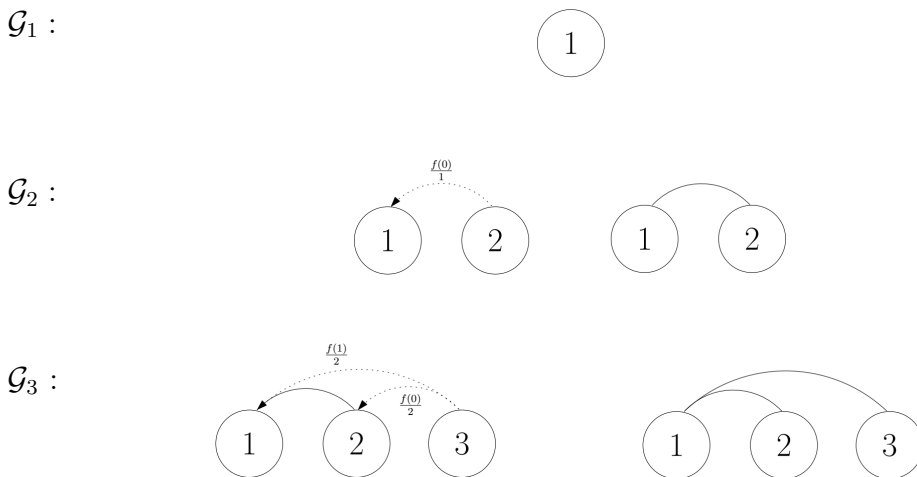 𝒢₁ :
1
𝒢₂ :
f(0)/1
1 2 1 2
𝒢₃ :
f(1)/2
f(0)/2
1 2 3 1 2 3